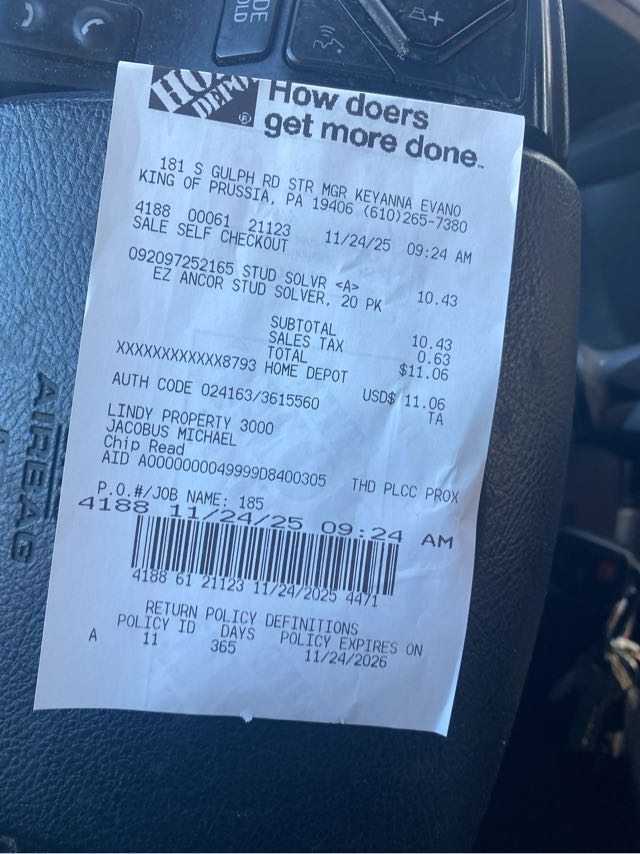 DE
OLD
HO
DEPO
®
How doers
get more done™
181 S GULPH RD STR MGR KEYANNA EVANO
KING OF PRUSSIA, PA 19406 (610)265-7380
4188 00061 21123 11/24/25 09:24 AM
SALE SELF CHECKOUT
092097252165 STUD SOLVR <A> 10.43
EZ ANCOR STUD SOLVER, 20 PK
SUBTOTAL 10.43
SALES TAX 0.63
TOTAL $11.06
XXXXXXXXXXXX8793 HOME DEPOT
USD$ 11.06
AUTH CODE 024163/3615560 TA
LINDY PROPERTY 3000
JACOBUS MICHAEL
Chip Read
AID A0000000049999D8400305 THD PLCC PROX
P.O.#/JOB NAME: 185
4188 11/24/25 09:24 AM
4188 61 21123 11/24/2025 4471
RETURN POLICY DEFINITIONS
POLICY ID DAYS POLICY EXPIRES ON
A 11 365 11/24/2026
AIRBAG